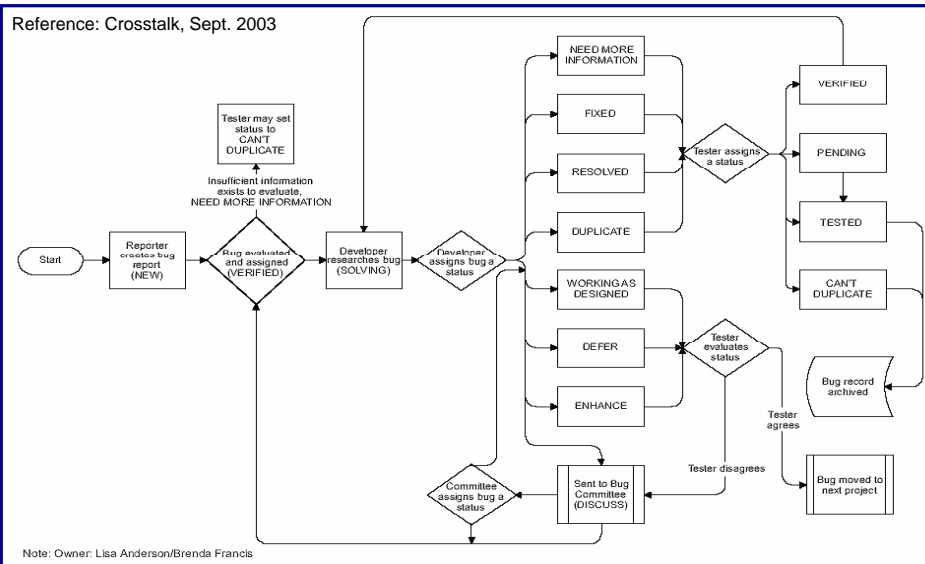 Reference: Crosstalk, Sept. 2003
NEED MORE
INFORMATION
FIXED
RESOLVED
DUPLICATE
WORKING AS
DESIGNED
DEFER
ENHANCE
Tester may set
status to
CAN'T
DUPLICATE
Insufficient information
exists to evaluate,
NEED MORE INFORMATION
Start
Reporter
creates bug
report
(NEW)
Bug evaluated
and assigned
(VERIFIED)
Developer
researches bug
(SOLVING)
Developer
assigns bug a
status
Tester assigns
a status
VERIFIED
PENDING
TESTED
CAN'T
DUPLICATE
Bug record
archived
Tester
evaluates
status
Tester
agrees
Tester disagrees
Bug moved to
next project
Committee
assigns bug a
status
Sent to Bug
Committee
(DISCUSS)
Note: Owner: Lisa Anderson/Brenda Francis